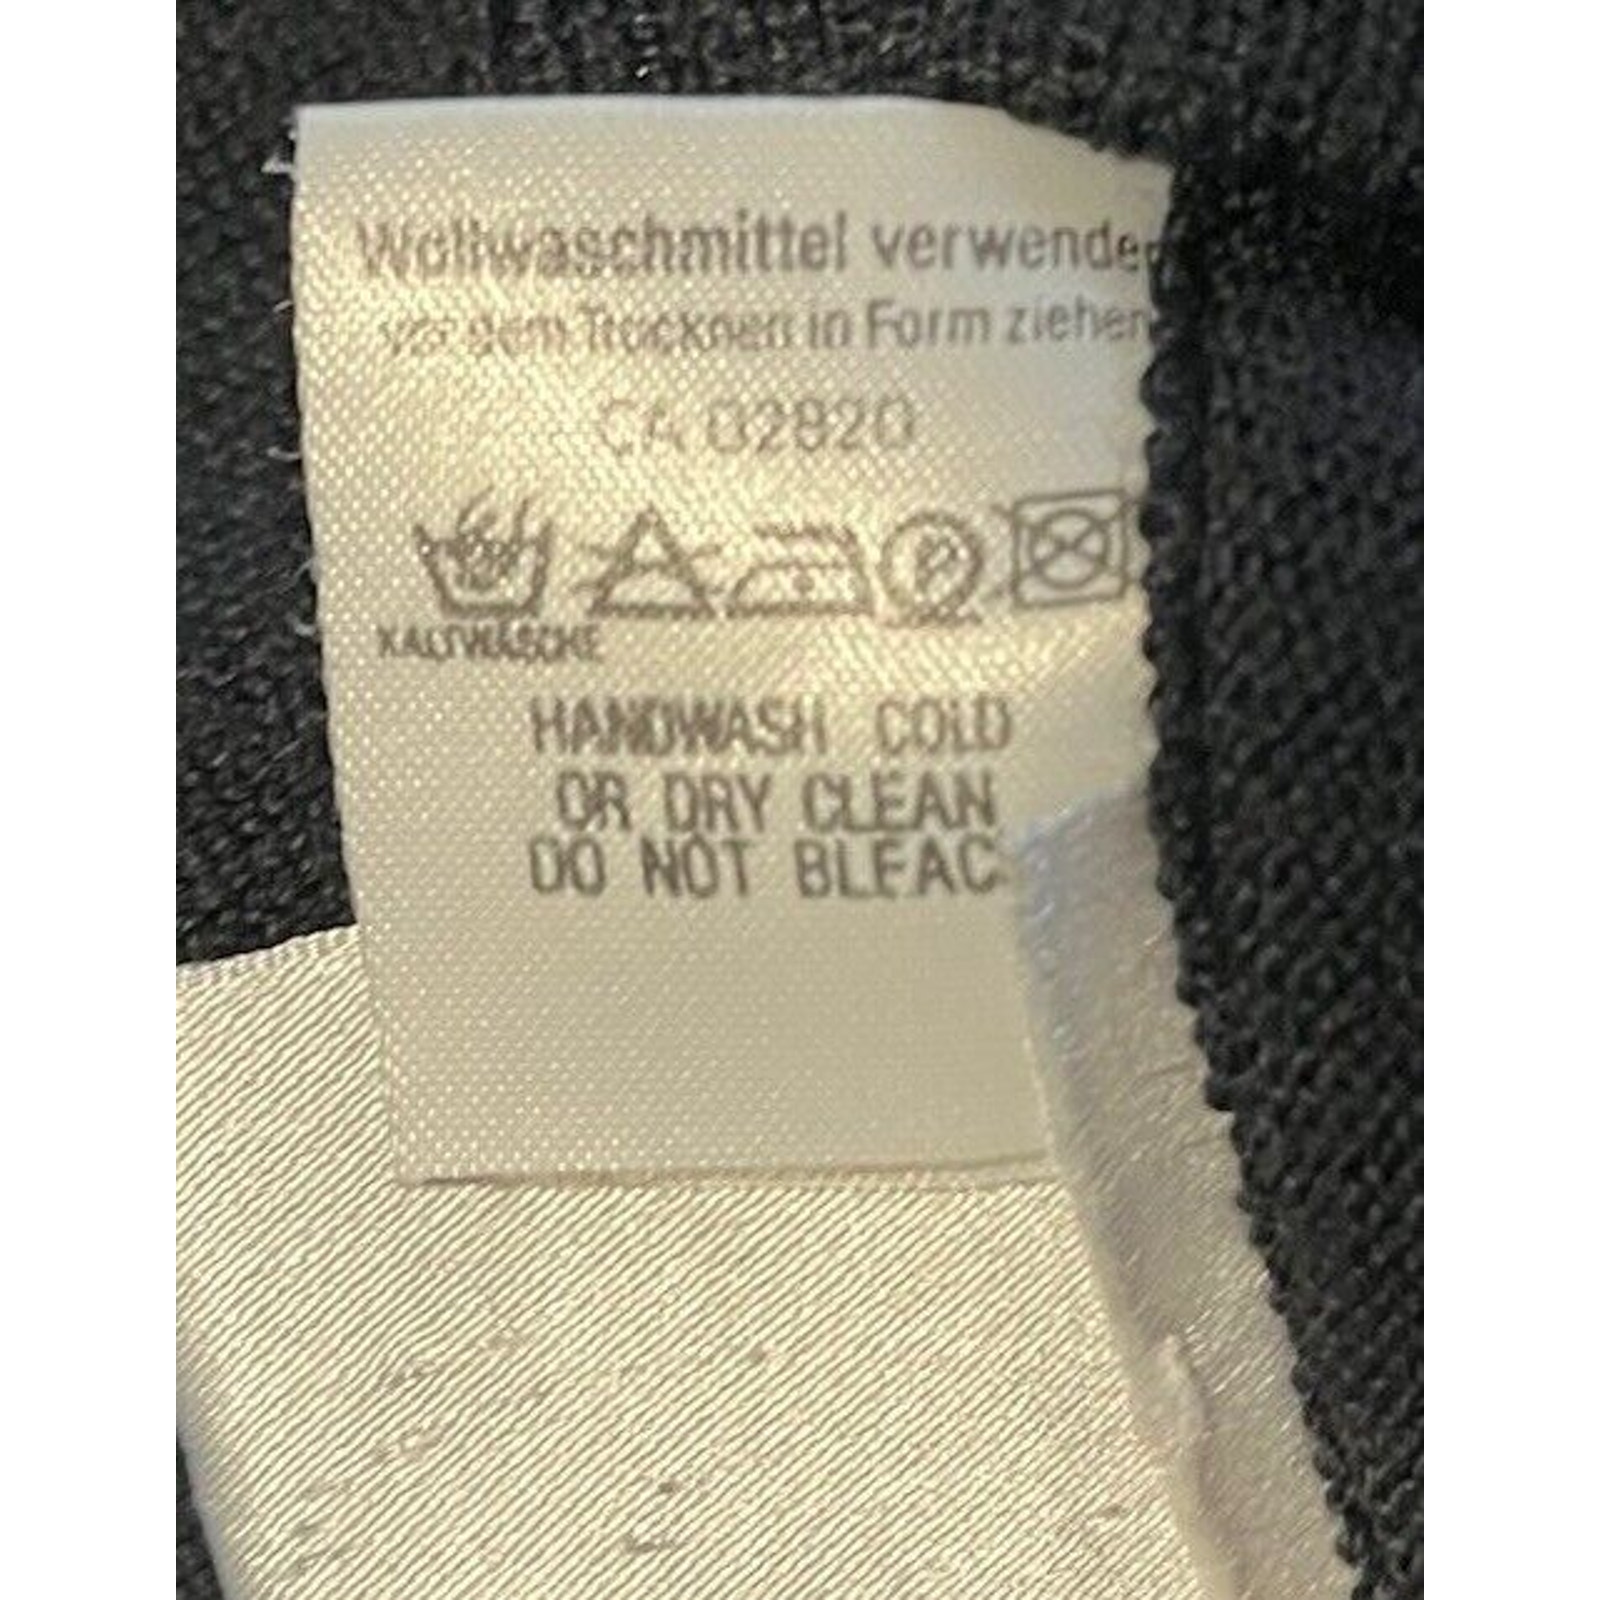 Wollwaschmittel verwenden
vor dem Trocknen in Form ziehen
CA 02820
P
KALTWÄSCHE
HANDWASH COLD
OR DRY CLEAN
DO NOT BLEAC